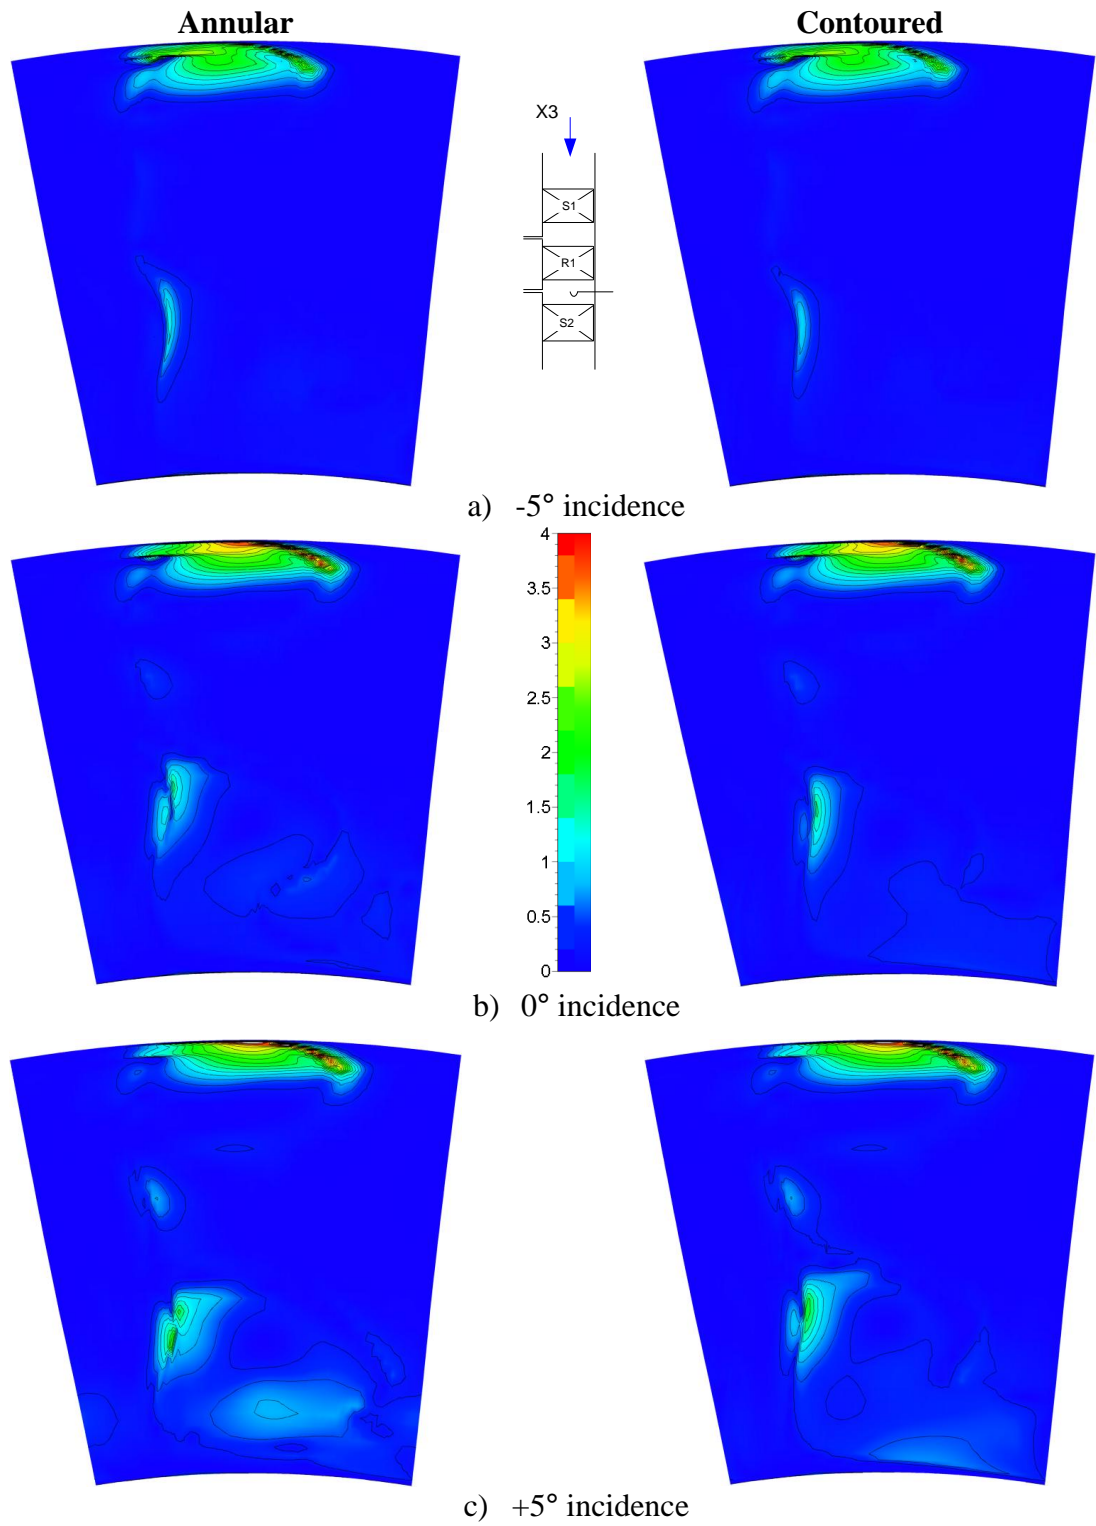 Annular Contoured
X3
S1
R1
S2
a) -5° incidence
4
3.5
3
2.5
2
1.5
1
0.5
0
b) 0° incidence
c) +5° incidence